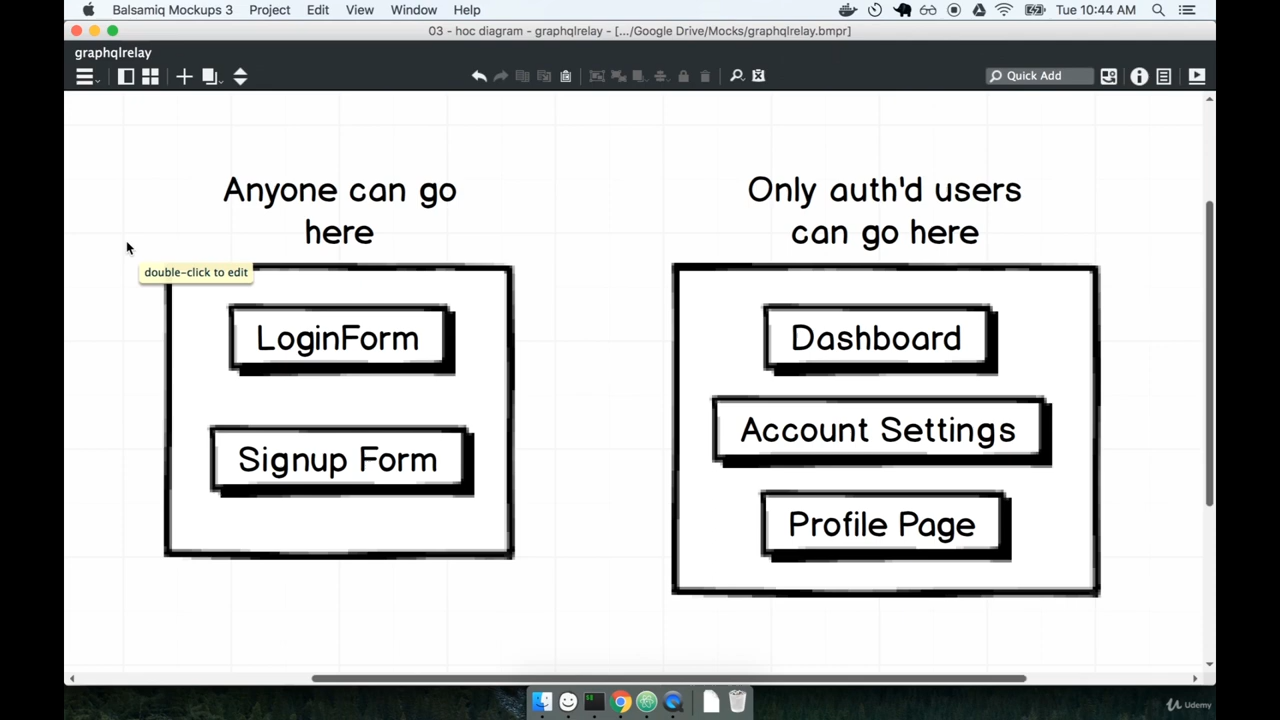 Balsamiq Mockups 3 Project Edit View Window Help Tue 10:44 AM
03 - hoc diagram - graphqlrelay - [.../Google Drive/Mocks/graphqlrelay.bmpr]
graphqlrelay
Quick Add
Anyone can go
here
double-click to edit
LoginForm
Signup Form
Only auth'd users
can go here
Dashboard
Account Settings
Profile Page
Udemy